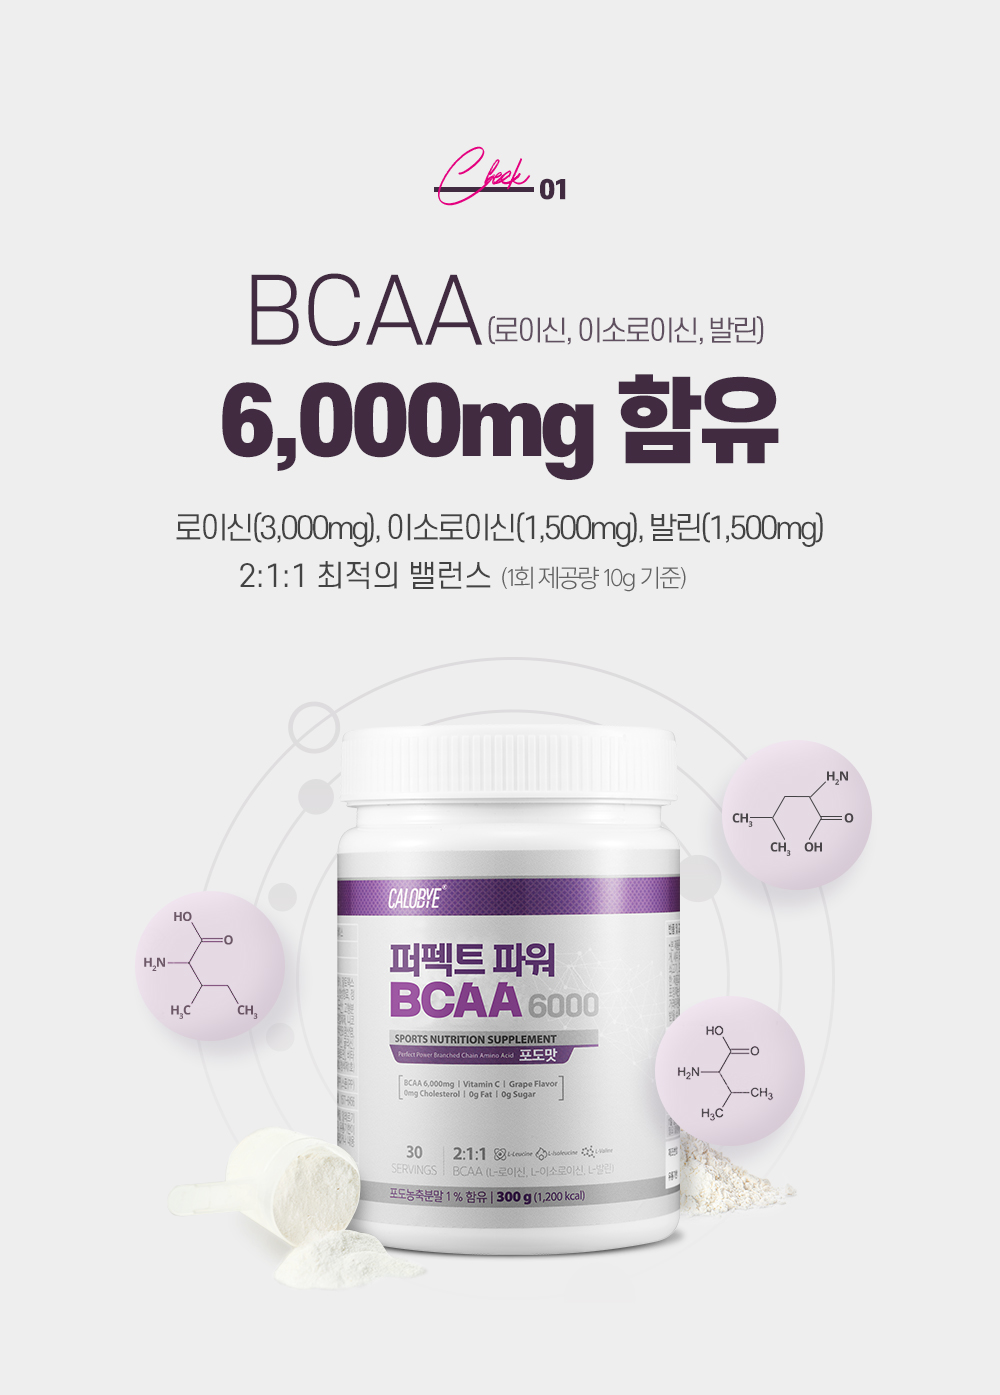 Check 01
BCAA (로이신, 이소로이신, 발린)
6,000mg 함유
로이신(3,000mg), 이소로이신(1,500mg), 발린(1,500mg)
2:1:1 최적의 밸런스 (1회 제공량 10g 기준)
H2N
CH3
O
CH3 OH
HO
O
H2N
H3C CH3
CALOBYE®
퍼펙트 파워
BCAA 6000
SPORTS NUTRITION SUPPLEMENT
Perfect Power Branched Chain Amino Acid 포도맛
BCAA 6,000mg | Vitamin C | Grape Flavor
0mg Cholesterol | 0g Fat | 0g Sugar
HO
O
H2N
CH3
H3C
30 2:1:1 L-Leucine L-Isoleucine L-Valine
SERVINGS BCAA (L-로이신, L-이소로이신, L-발린)
포도농축분말 1% 함유 | 300 g (1,200 kcal)